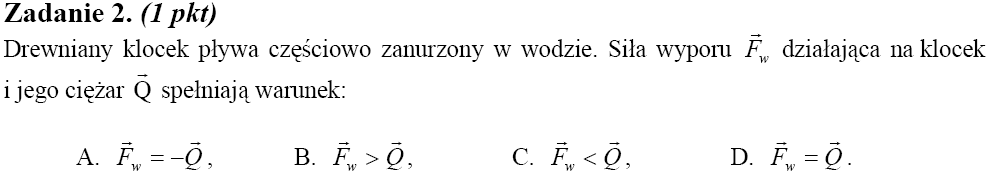 Zadanie 2. (1 pkt)
Drewniany klocek pływa częściowo zanurzony w wodzie. Siła wyporu $\vec{F}_w$ działająca na klocek
i jego ciężar $\vec{Q}$ spełniają warunek:
A. $\vec{F}_w = -\vec{Q}$, B. $\vec{F}_w > \vec{Q}$, C. $\vec{F}_w < \vec{Q}$, D. $\vec{F}_w = \vec{Q}$.